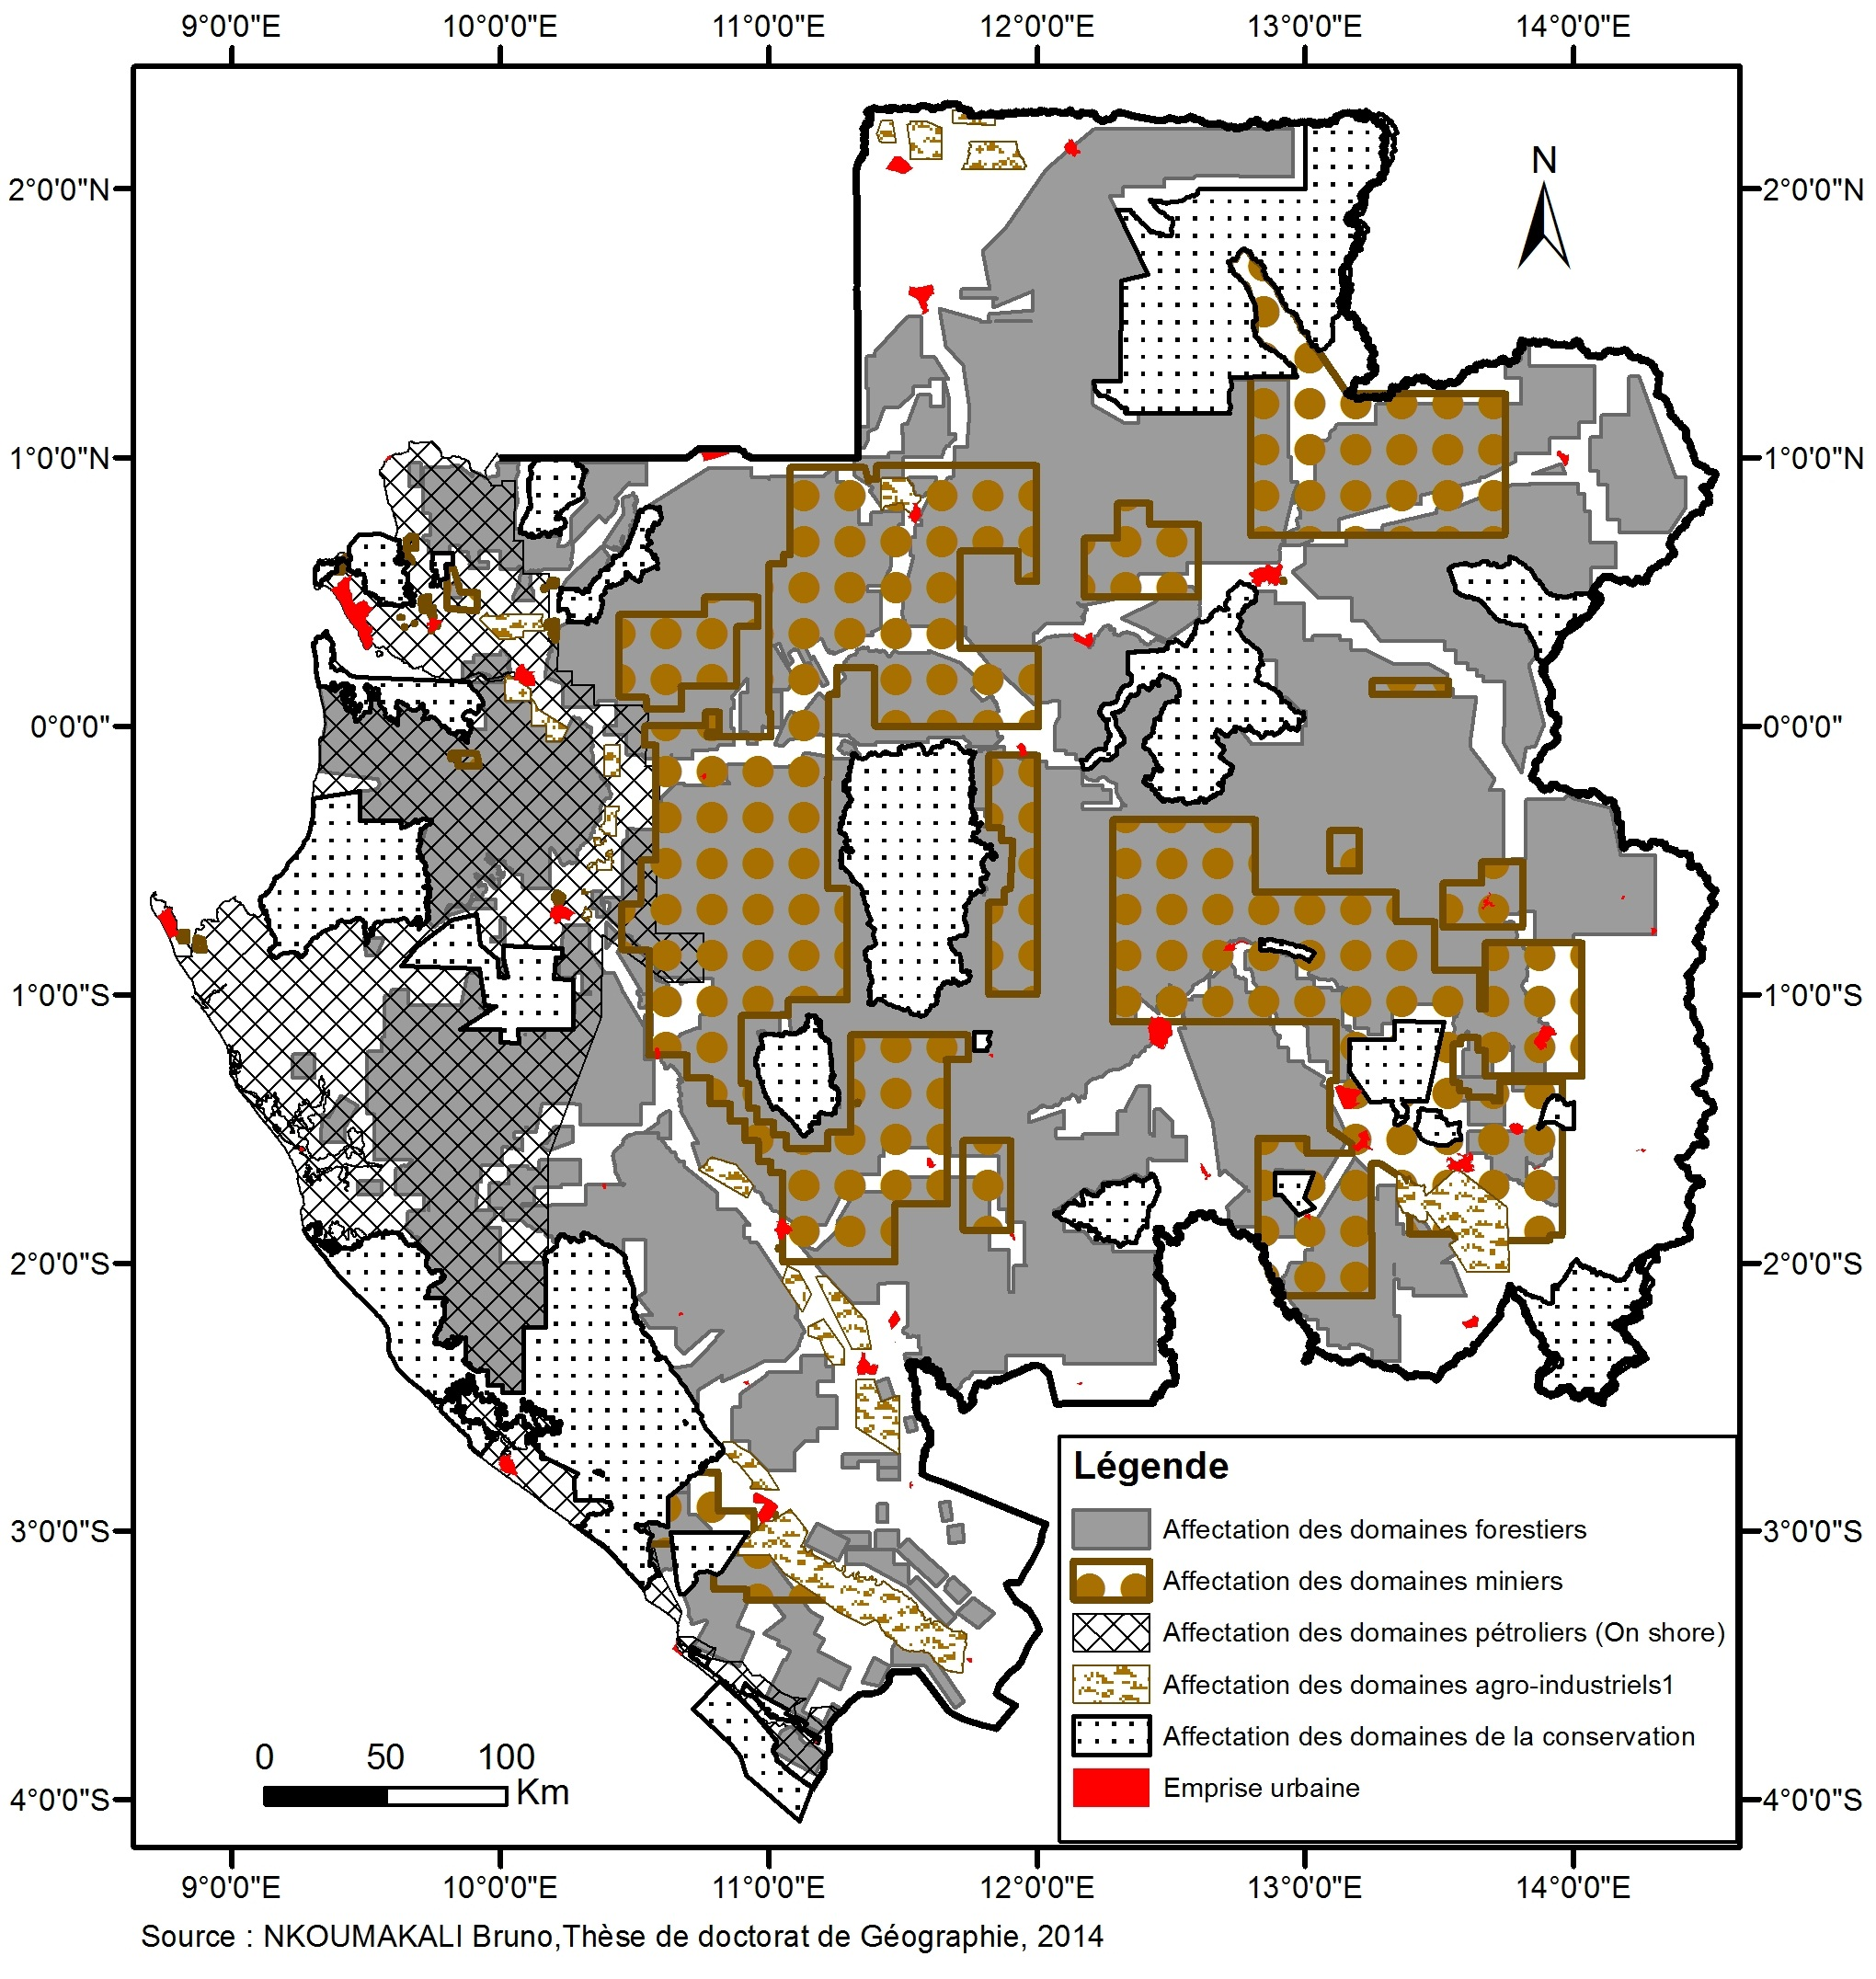 9°0'0"E 10°0'0"E 11°0'0"E 12°0'0"E 13°0'0"E 14°0'0"E
N
2°0'0"N 2°0'0"N
1°0'0"N 1°0'0"N
0°0'0" 0°0'0"
1°0'0"S 1°0'0"S
2°0'0"S 2°0'0"S
3°0'0"S 3°0'0"S
4°0'0"S 4°0'0"S
Légende
Affectation des domaines forestiers
Affectation des domaines miniers
Affectation des domaines pétroliers (On shore)
Affectation des domaines agro-industriels1
Affectation des domaines de la conservation
Emprise urbaine
0 50 100
Km
9°0'0"E 10°0'0"E 11°0'0"E 12°0'0"E 13°0'0"E 14°0'0"E
Source : NKOUMAKALI Bruno,Thèse de doctorat de Géographie, 2014